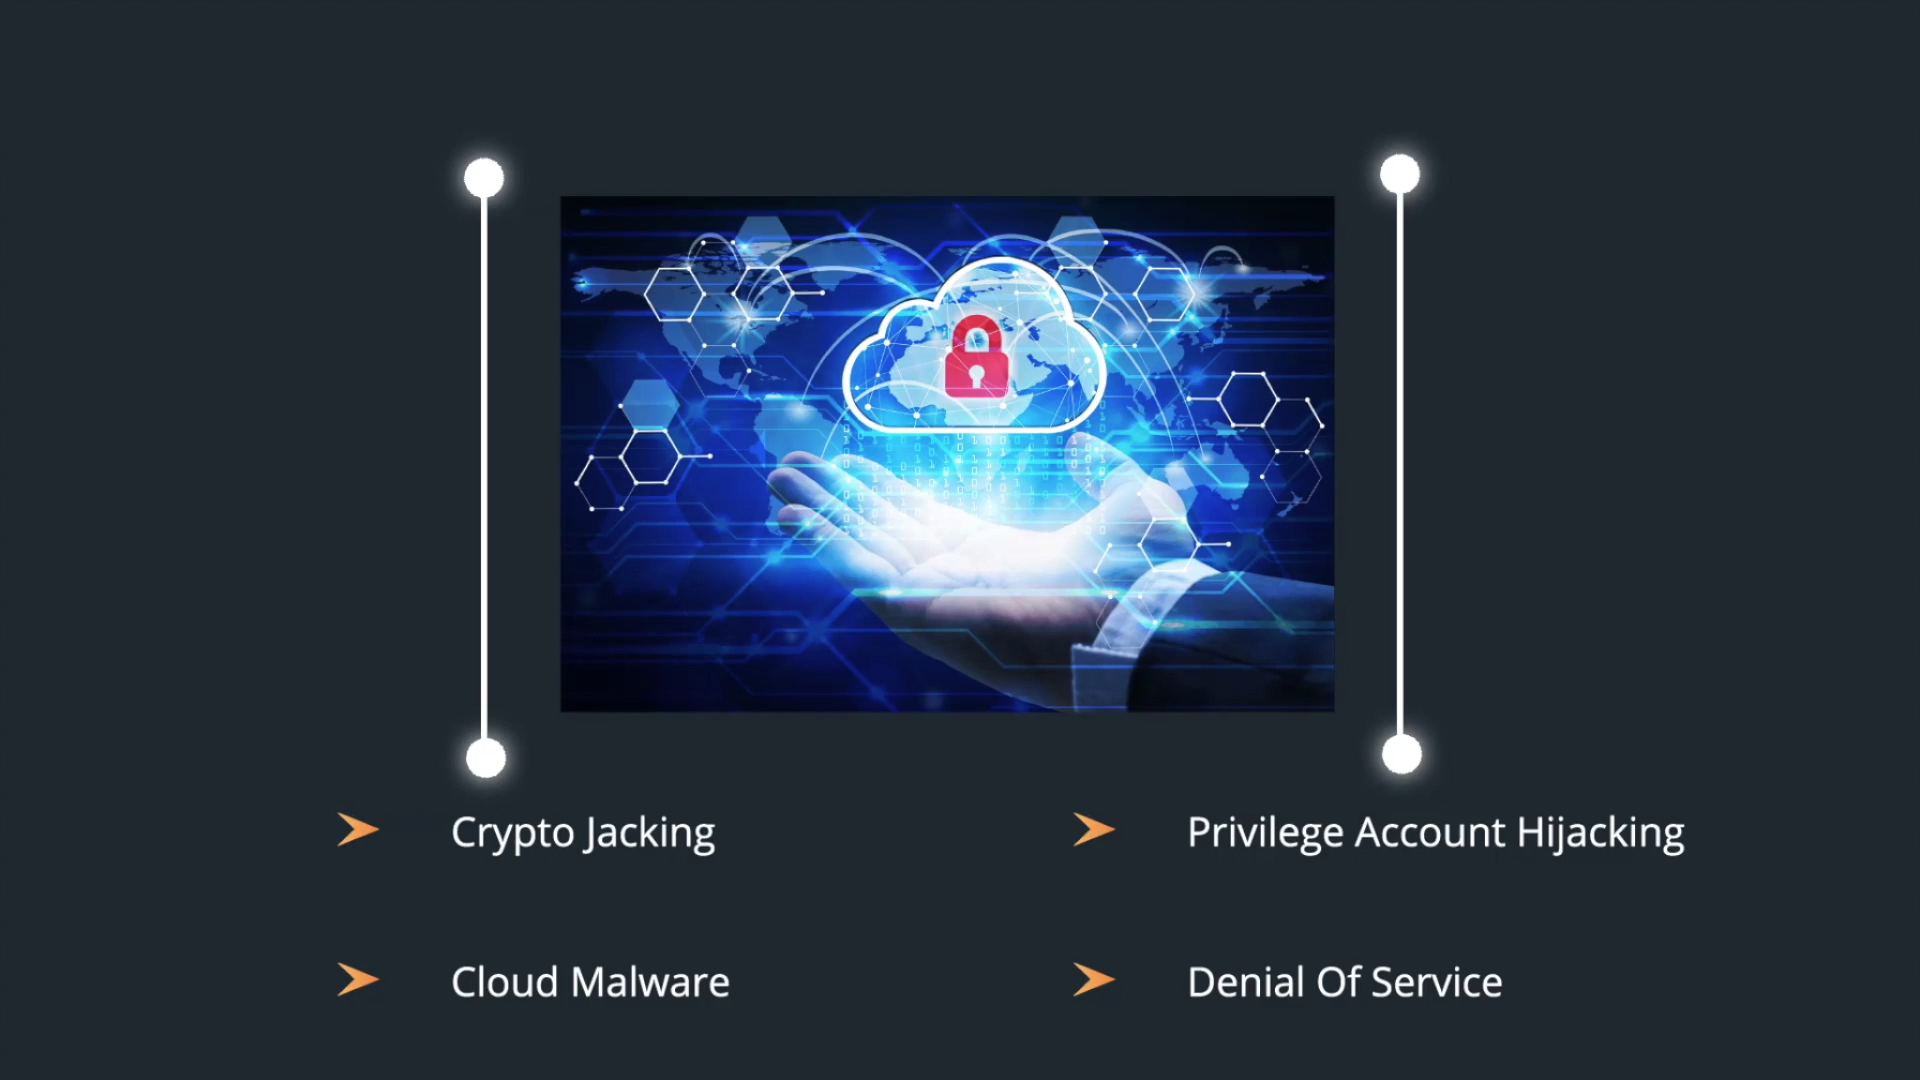 Crypto Jacking
Privilege Account Hijacking
Cloud Malware
Denial Of Service